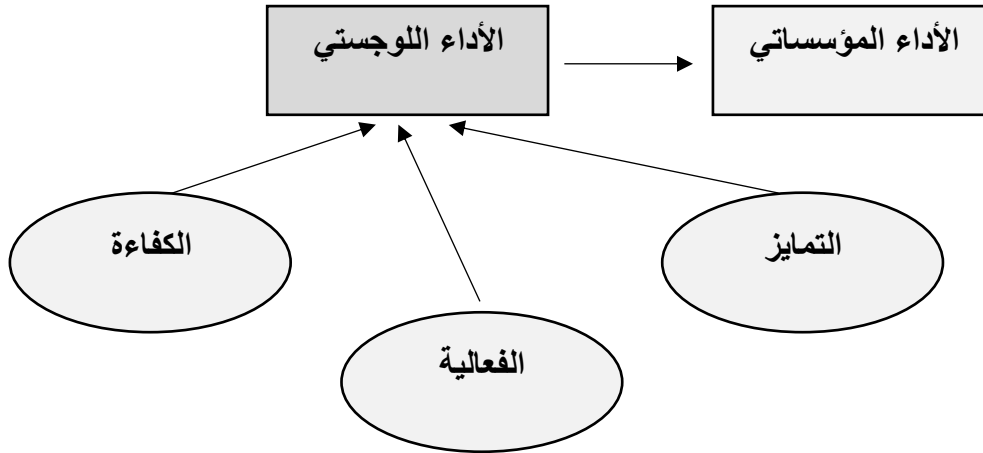 الأداء المؤسساتي
الأداء اللوجستي
التمايز
الكفاءة
الفعالية